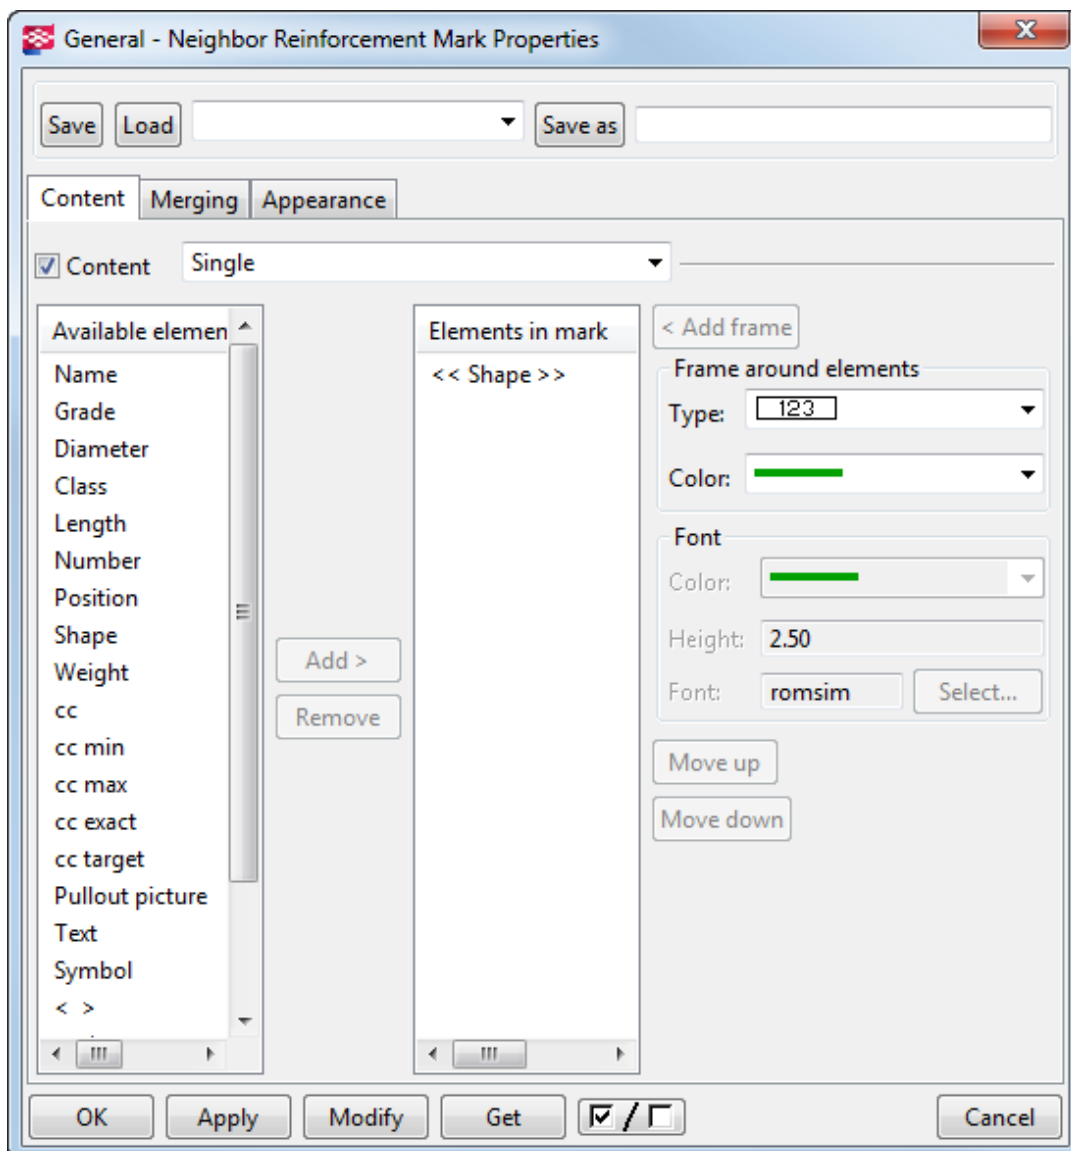 General - Neighbor Reinforcement Mark Properties
Save Load Save as
Content Merging Appearance
Content Single
Available elemen
Name
Grade
Diameter
Class
Length
Number
Position
Shape
Weight
cc
cc min
cc max
cc exact
cc target
Pullout picture
Text
Symbol
< >
Add >
Remove
Elements in mark
<< Shape >>
< Add frame
Frame around elements
Type: 123
Color:
Font
Color:
Height: 2.50
Font: romsim Select...
Move up
Move down
OK Apply Modify Get / Cancel